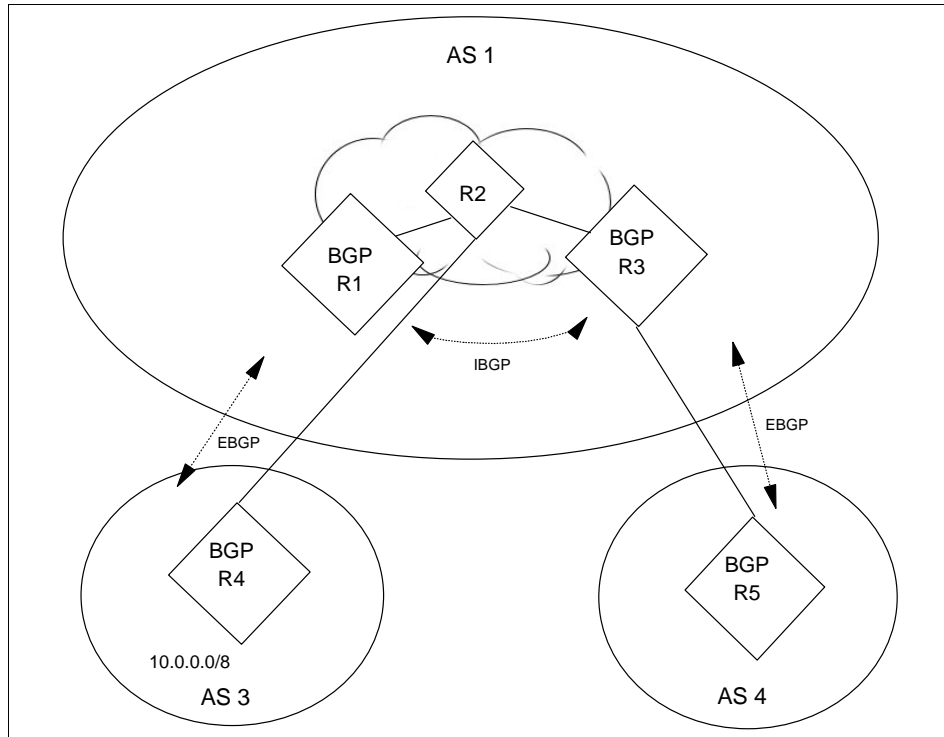 AS 1
R2
BGP
R1
BGP
R3
IBGP
EBGP
EBGP
BGP
R4
BGP
R5
10.0.0.0/8
AS 3
AS 4